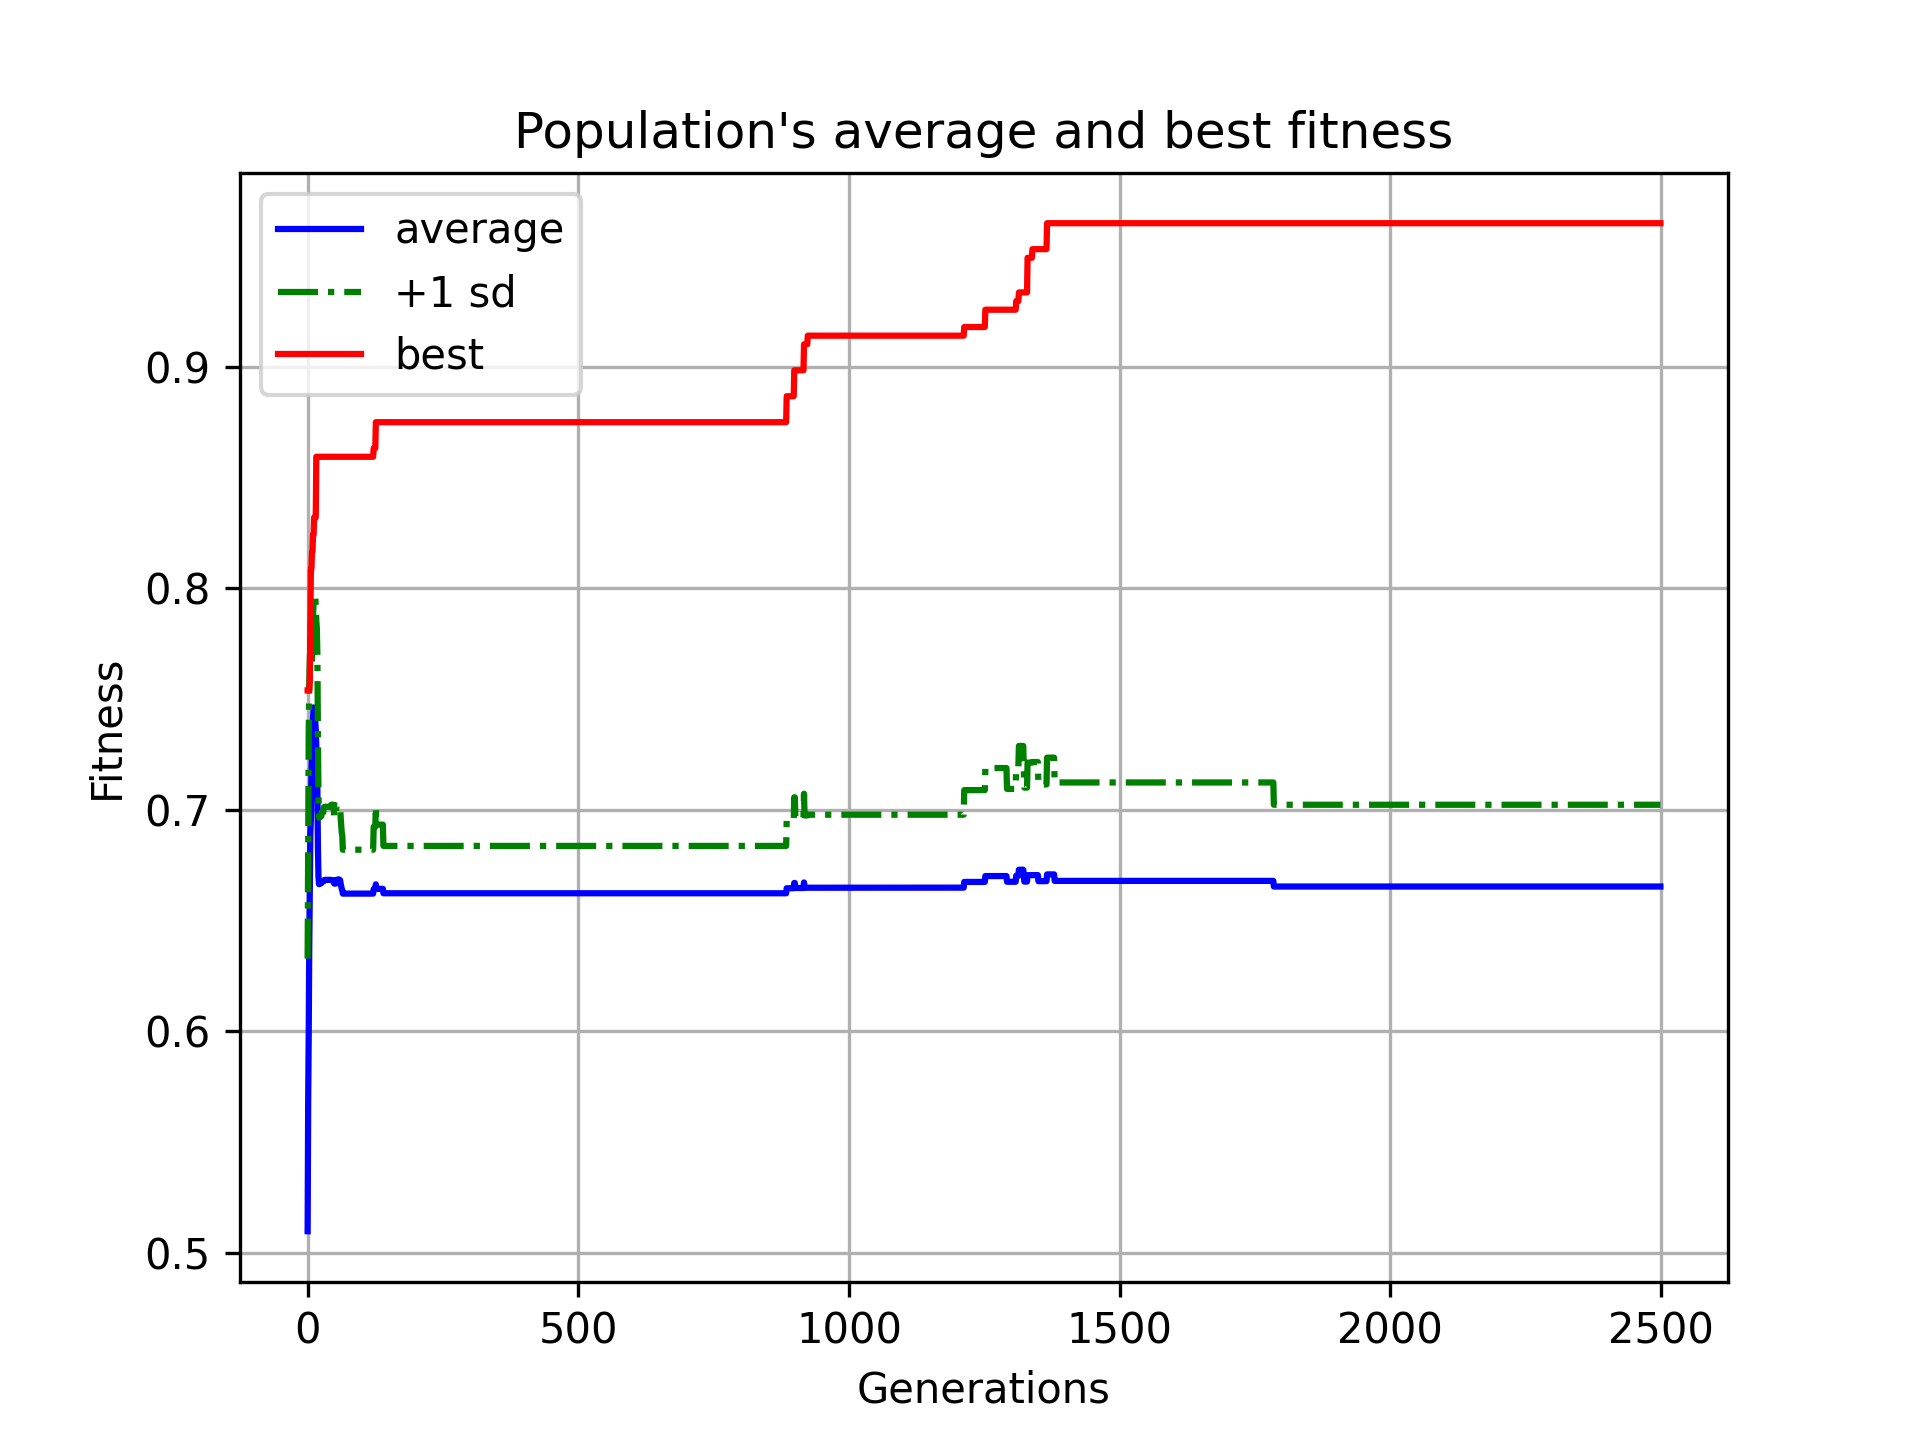 Population's average and best fitness
average
+1 sd
best
Fitness
0.9
0.8
0.7
0.6
0.5
0 500 1000 1500 2000 2500
Generations